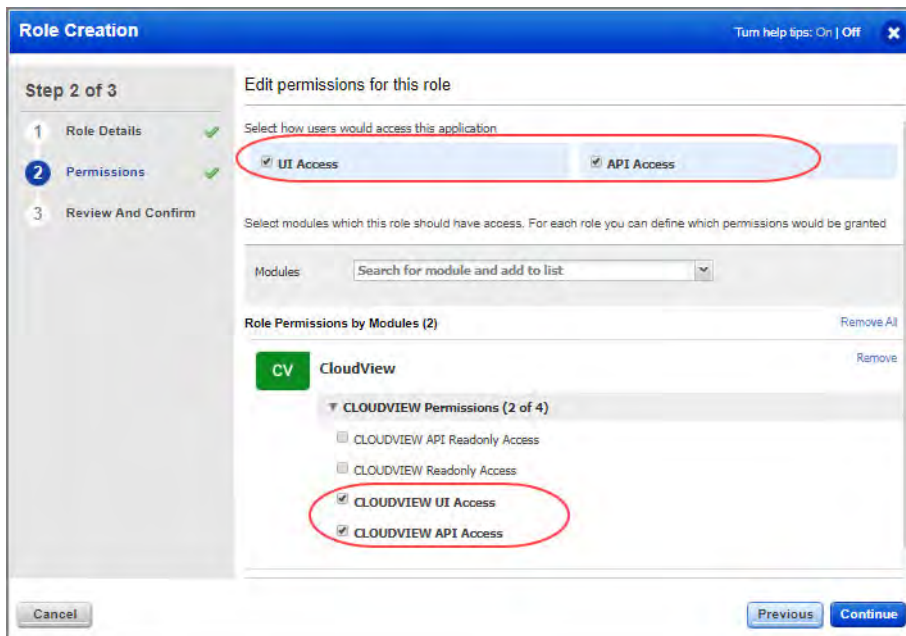 Role Creation
Turn help tips: On | Off
Step 2 of 3
1 Role Details
2 Permissions
3 Review And Confirm
Edit permissions for this role
Select how users would access this application
UI Access
API Access
Select modules which this role should have access. For each role you can define which permissions would be granted
Modules
Search for module and add to list
Role Permissions by Modules (2)
Remove All
CV
CloudView
Remove
CLOUDVIEW Permissions (2 of 4)
CLOUDVIEW API Readonly Access
CLOUDVIEW Readonly Access
CLOUDVIEW UI Access
CLOUDVIEW API Access
Cancel
Previous
Continue